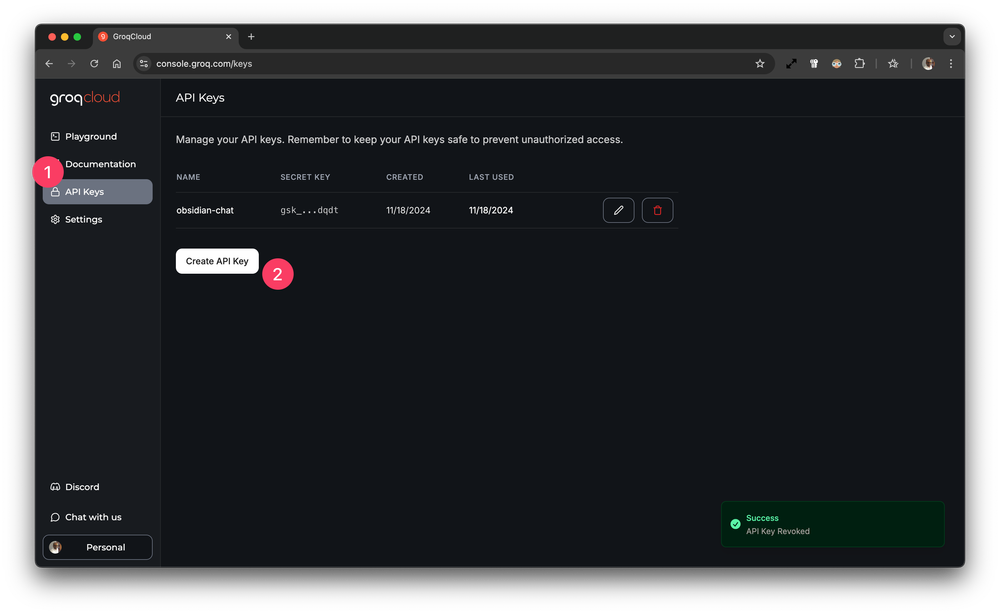 GroqCloud
console.groq.com/keys
groqcloud
API Keys
Playground
Manage your API keys. Remember to keep your API keys safe to prevent unauthorized access.
Documentation
1
NAME SECRET KEY CREATED LAST USED
API Keys
obsidian-chat gsk_...dqdt 11/18/2024 11/18/2024
Settings
Create API Key
2
Discord
Chat with us
Personal
Success
API Key Revoked